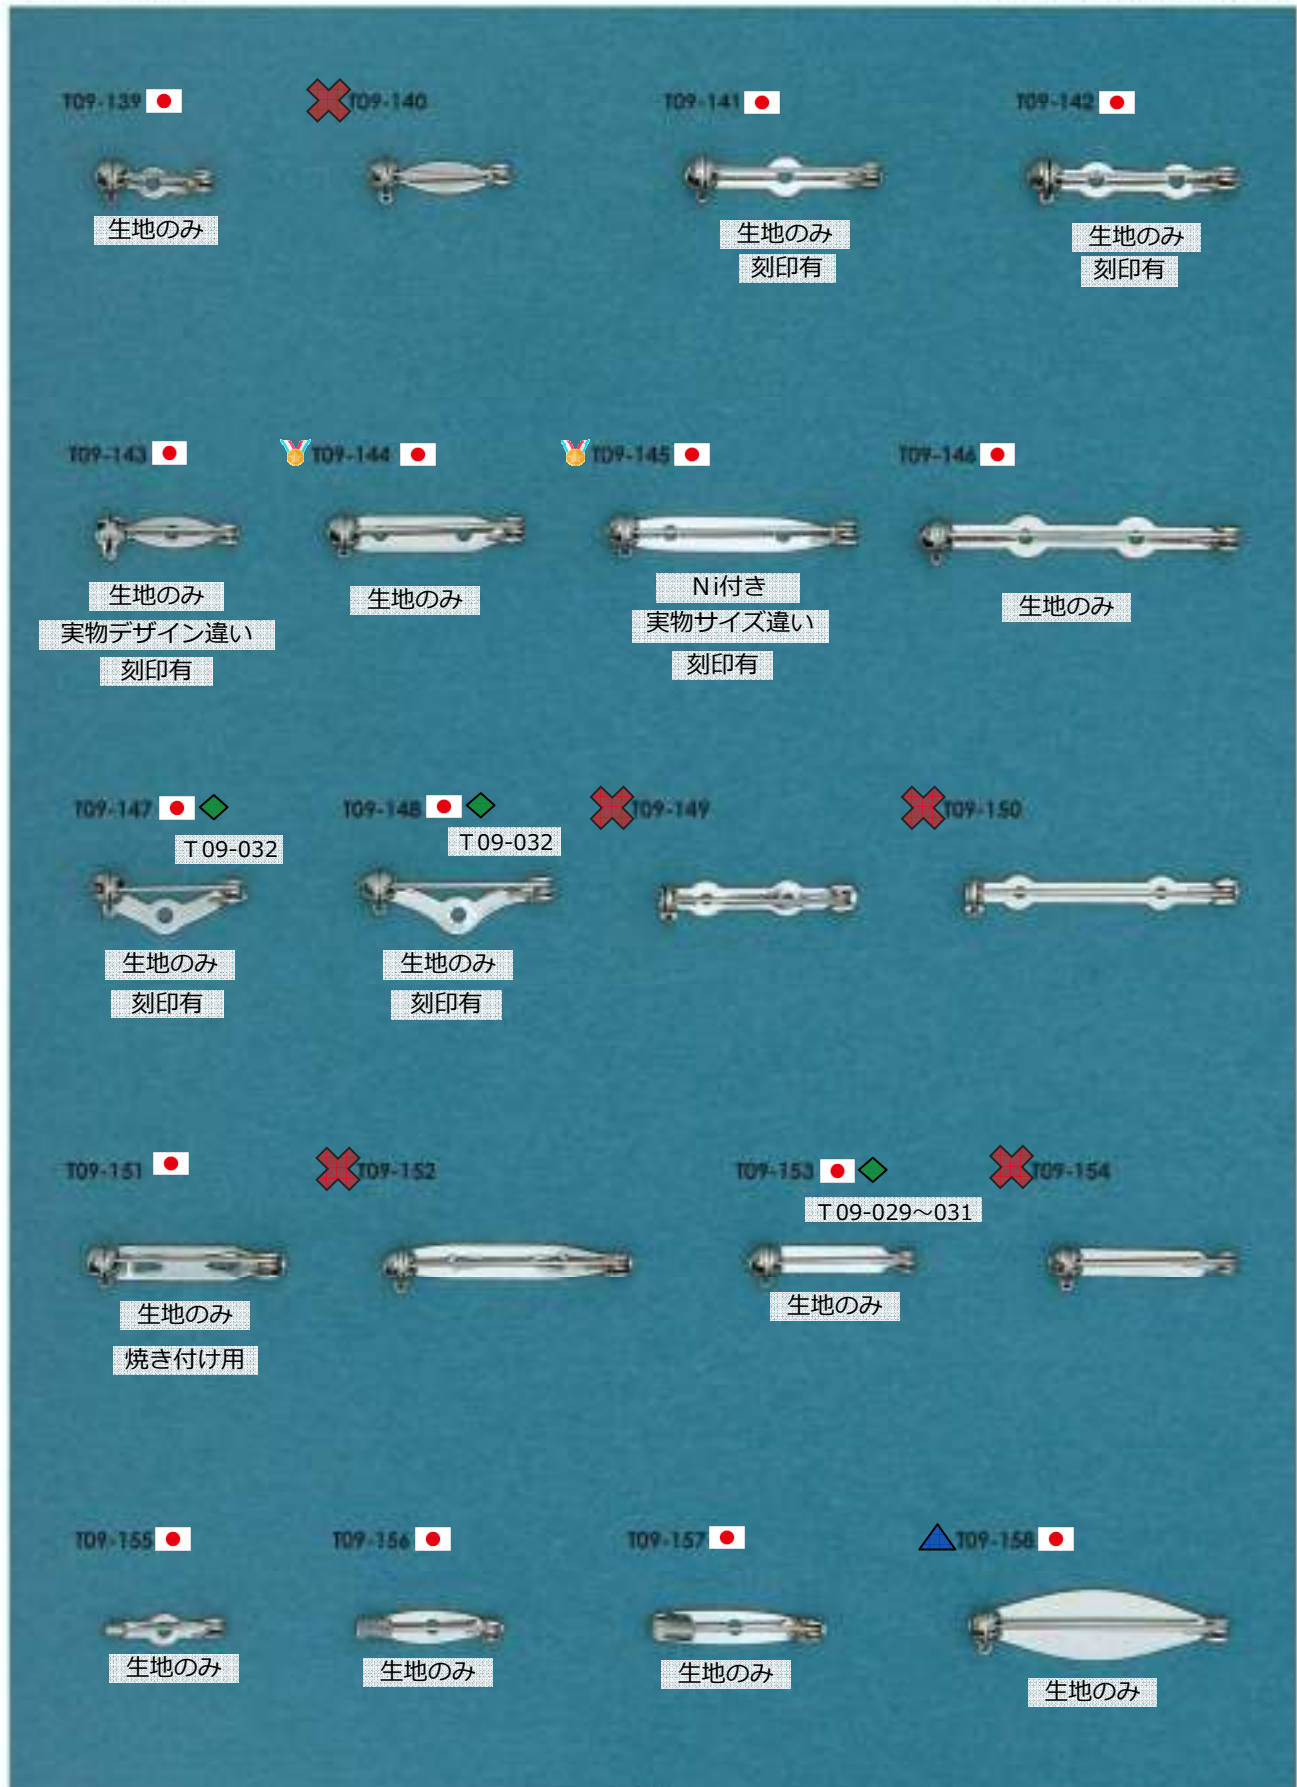 T09-139
T09-140
T09-141
T09-142
生地のみ
生地のみ
刻印有
生地のみ
刻印有
T09-143
T09-144
T09-145
T09-146
生地のみ
実物デザイン違い
刻印有
生地のみ
Ni付き
実物サイズ違い
刻印有
生地のみ
T09-147
T09-032
T09-148
T09-032
T09-149
T09-150
生地のみ
刻印有
生地のみ
刻印有
T09-151
T09-152
T09-153
T09-029～031
T09-154
生地のみ
焼き付け用
生地のみ
T09-155
T09-156
T09-157
T09-158
生地のみ
生地のみ
生地のみ
生地のみ